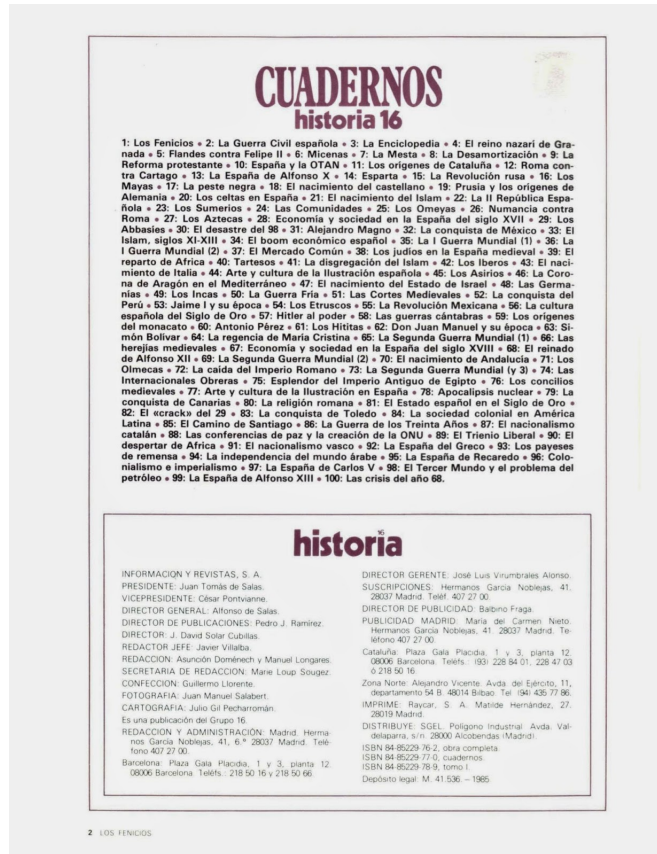 CUADERNOS
historia 16
1: Los Fenicios • 2: La Guerra Civil española • 3: La Enciclopedia • 4: El reino nazarí de Gra-
nada • 5: Flandes contra Felipe II • 6: Micenas • 7: La Mesta • 8: La Desamortización • 9: La
Reforma protestante • 10: España y la OTAN • 11: Los orígenes de Cataluña • 12: Roma con-
tra Cartago • 13: La España de Alfonso X • 14: Esparta • 15: La Revolución rusa • 16: Los
Mayas • 17: La peste negra • 18: El nacimiento del castellano • 19: Prusia y los orígenes de
Alemania • 20: Los celtas en España • 21: El nacimiento del Islam • 22: La II República Espa-
ñola • 23: Los Sumerios • 24: Las Comunidades • 25: Los Omeyas • 26: Numancia contra
Roma • 27: Los Aztecas • 28: Economía y sociedad en la España del siglo XVII • 29: Los
Abbasíes • 30: El desastre del 98 • 31: Alejandro Magno • 32: La conquista de México • 33: El
Islam, siglos XI-XIII • 34: El boom económico español • 35: La I Guerra Mundial (1) • 36: La
I Guerra Mundial (2) • 37: El Mercado Común • 38: Los judíos en la España medieval • 39: El
reparto de Africa • 40: Tartesos • 41: La disgregación del Islam • 42: Los Iberos • 43: El naci-
miento de Italia • 44: Arte y cultura de la Ilustración española • 45: Los Asirios • 46: La Coro-
na de Aragón en el Mediterráneo • 47: El nacimiento del Estado de Israel • 48: Las Germa-
nías • 49: Los Incas • 50: La Guerra Fría • 51: Las Cortes Medievales • 52: La conquista del
Perú • 53: Jaime I y su época • 54: Los Etruscos • 55: La Revolución Mexicana • 56: La cultura
española del Siglo de Oro • 57: Hitler al poder • 58: Las guerras cántabras • 59: Los orígenes
del monacato • 60: Antonio Pérez • 61: Los Hititas • 62: Don Juan Manuel y su época • 63: Si-
món Bolívar • 64: La regencia de María Cristina • 65: La Segunda Guerra Mundial (1) • 66: Las
herejías medievales • 67: Economía y sociedad en la España del siglo XVIII • 68: El reinado
de Alfonso XII • 69: La Segunda Guerra Mundial (2) • 70: El nacimiento de Andalucía • 71: Los
Olmecas • 72: La caída del Imperio Romano • 73: La Segunda Guerra Mundial (y 3) • 74: Las
Internacionales Obreras • 75: Esplendor del Imperio Antiguo de Egipto • 76: Los concilios
medievales • 77: Arte y cultura de la Ilustración en España • 78: Apocalipsis nuclear • 79: La
conquista de Canarias • 80: La religión romana • 81: El Estado español en el Siglo de Oro •
82: El «crack» del 29 • 83: La conquista de Toledo • 84: La sociedad colonial en América
Latina • 85: El Camino de Santiago • 86: La Guerra de los Treinta Años • 87: El nacionalismo
catalán • 88: Las conferencias de paz y la creación de la ONU • 89: El Trienio Liberal • 90: El
despertar de Africa • 91: El nacionalismo vasco • 92: La España del Greco • 93: Los payeses
de remensa • 94: La independencia del mundo árabe • 95: La España de Recaredo • 96: Colo-
nialismo e imperialismo • 97: La España de Carlos V • 98: El Tercer Mundo y el problema del
petróleo • 99: La España de Alfonso XIII • 100: Las crisis del año 68.
historia 16
INFORMACION Y REVISTAS, S. A.
PRESIDENTE: Juan Tomás de Salas.
VICEPRESIDENTE: César Pontvianne.
DIRECTOR GENERAL: Alfonso de Salas.
DIRECTOR DE PUBLICACIONES: Pedro J. Ramírez.
DIRECTOR: J. David Solar Cubillas.
REDACTOR JEFE: Javier Villalba.
REDACCION: Asunción Doménech y Manuel Longares.
SECRETARIA DE REDACCION: Marie Loup Sougez.
CONFECCION: Guillermo Llorente.
FOTOGRAFIA: Juan Manuel Salabert.
CARTOGRAFIA: Julio Gil Pecharromán.
Es una publicación del Grupo 16.
REDACCION Y ADMINISTRACIÓN: Madrid. Herma-
nos García Noblejas, 41, 6.º 28037 Madrid. Telé-
fono 407 27 00.
Barcelona: Plaza Gala Placidia, 1 y 3, planta 12.
08006 Barcelona. Teléfs.: 218 50 16 y 218 50 66.
DIRECTOR GERENTE: José Luis Virumbrales Alonso.
SUSCRIPCIONES: Hermanos García Noblejas, 41.
28037 Madrid. Teléf. 407 27 00.
DIRECTOR DE PUBLICIDAD: Balbino Fraga.
PUBLICIDAD MADRID: María del Carmen Nieto.
Hermanos García Noblejas, 41. 28037 Madrid. Te-
léfono 407 27 00.
Cataluña: Plaza Gala Placidia, 1 y 3, planta 12.
08006 Barcelona. Teléfs.: (93) 228 84 01, 228 47 03
ó 218 50 16.
Zona Norte: Alejandro Vicente. Avda. del Ejército, 11,
departamento 54 B. 48014 Bilbao. Tel. (94) 435 77 86.
IMPRIME: Raycar, S. A. Matilde Hernández, 27.
28019 Madrid.
DISTRIBUYE: SGEL. Polígono Industrial. Avda. Val-
delaparra, s/n. 28000 Alcobendas (Madrid).
ISBN 84-85229-76-2, obra completa.
ISBN 84-85229-77-0, cuadernos.
ISBN 84-85229-78-9, tomo I.
Depósito legal: M. 41.536. – 1985
2 LOS FENICIOS